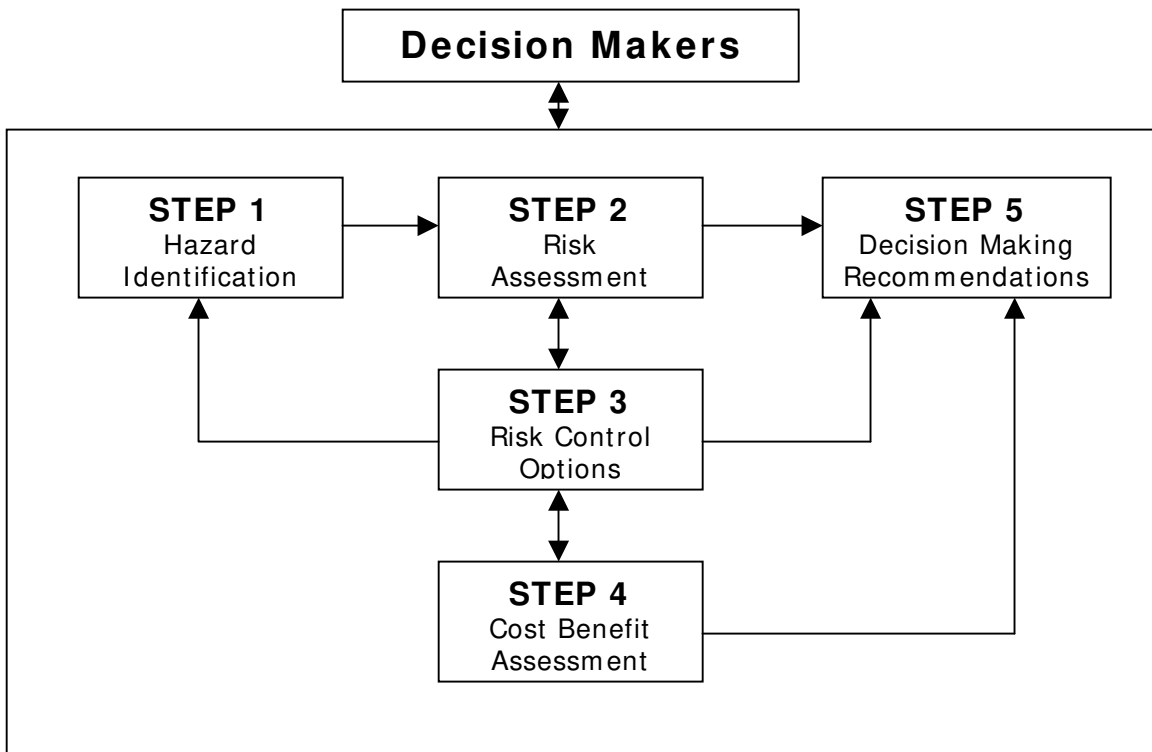 Decision Makers
STEP 1
Hazard
Identification
STEP 2
Risk
Assessment
STEP 5
Decision Making
Recommendations
STEP 3
Risk Control
Options
STEP 4
Cost Benefit
Assessment